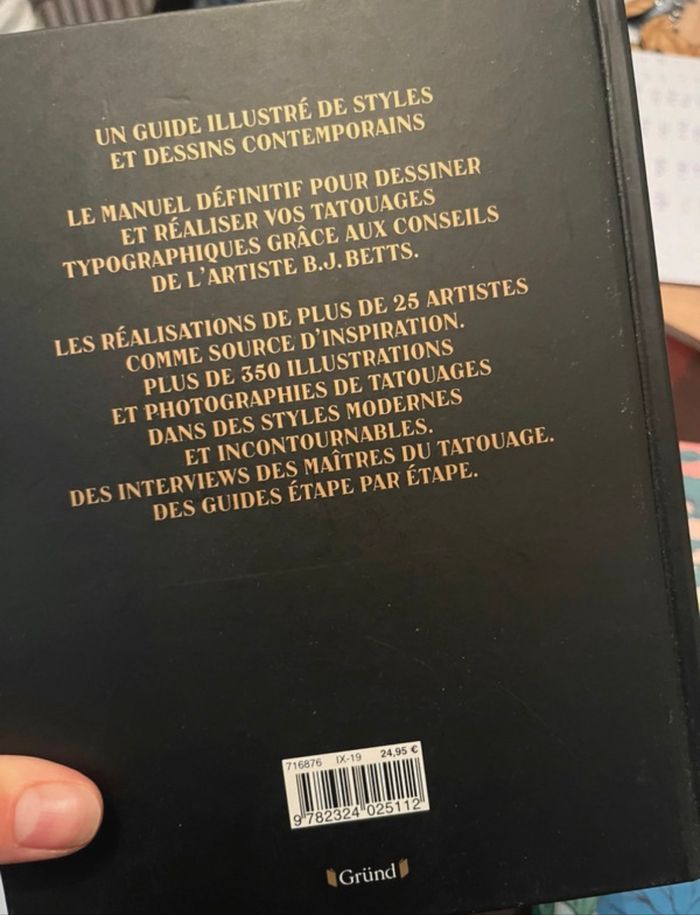 UN GUIDE ILLUSTRÉ DE STYLES
ET DESSINS CONTEMPORAINS
LE MANUEL DÉFINITIF POUR DESSINER
ET RÉALISER VOS TATOUAGES
TYPOGRAPHIQUES GRÂCE AUX CONSEILS
DE L'ARTISTE B.J. BETTS.
LES RÉALISATIONS DE PLUS DE 25 ARTISTES
COMME SOURCE D'INSPIRATION.
PLUS DE 350 ILLUSTRATIONS
ET PHOTOGRAPHIES DE TATOUAGES
DANS DES STYLES MODERNES
ET INCONTOURNABLES.
DES INTERVIEWS DES MAÎTRES DU TATOUAGE.
DES GUIDES ÉTAPE PAR ÉTAPE.
716876 IX-19 24,95 €
9 782324 025112
Gründ